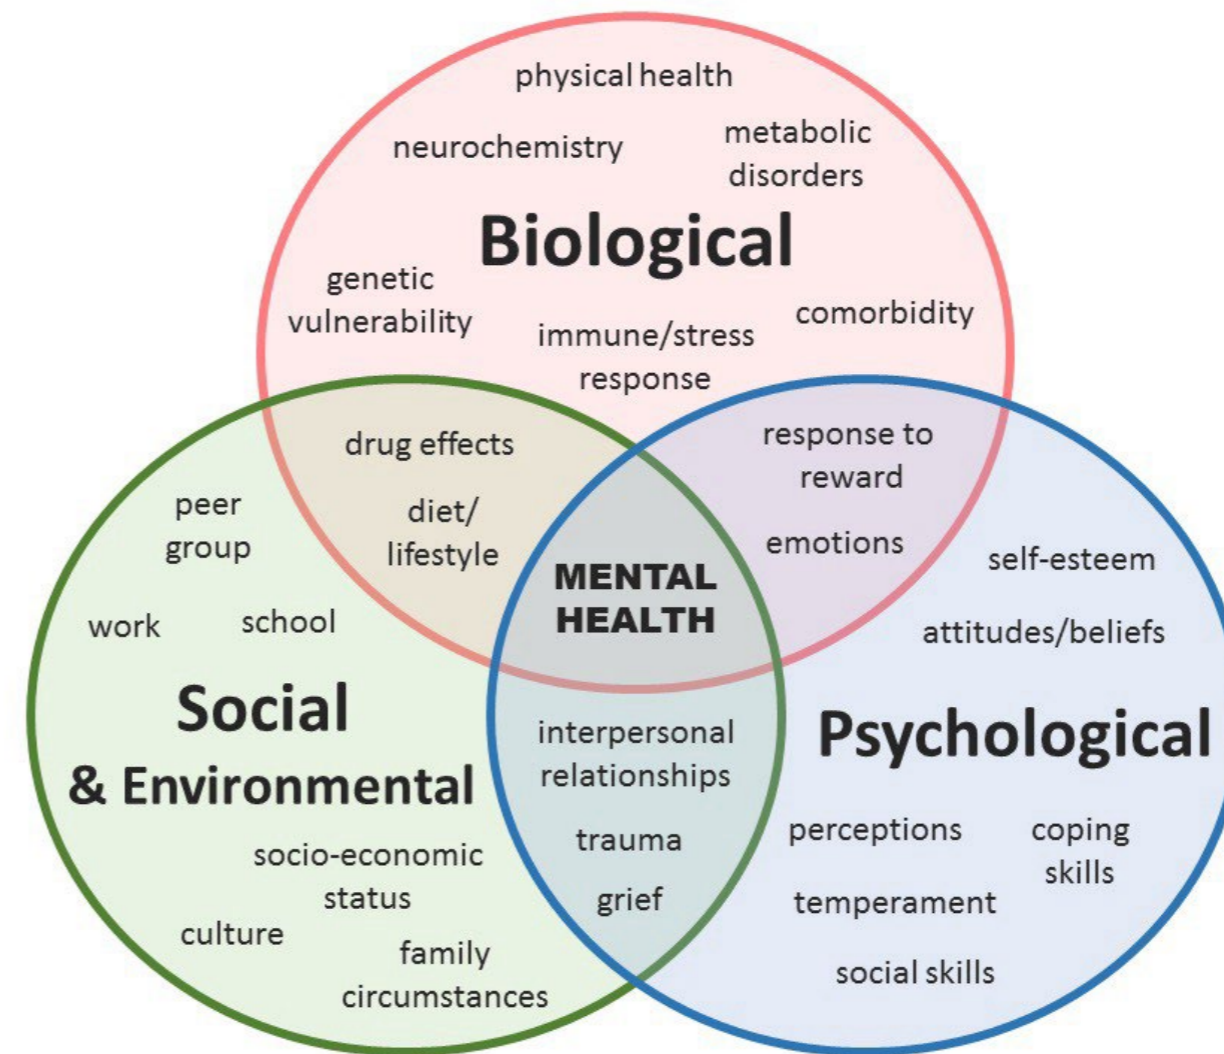 physical health
neurochemistry
metabolic
disorders
Biological
genetic
vulnerability
immune/stress
response
comorbidity
drug effects
diet/
lifestyle
response to
reward
emotions
MENTAL
HEALTH
peer
group
work
school
Social
& Environmental
socio-economic
status
culture
family
circumstances
interpersonal
relationships
trauma
grief
self-esteem
attitudes/beliefs
Psychological
perceptions
coping
skills
temperament
social skills